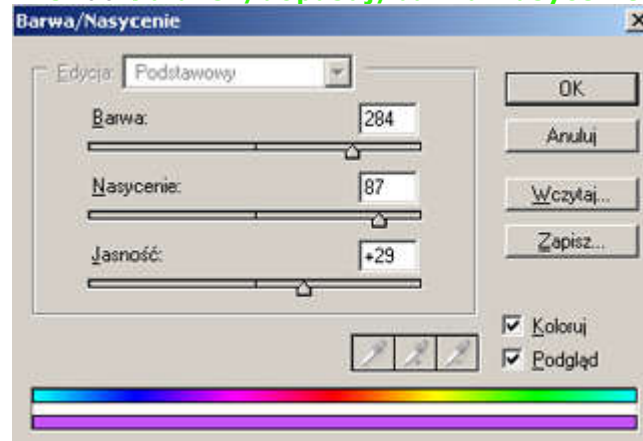 Barwa/Nasycenie
Edycja: Podstawowy
OK
Barwa: 284
Anuluj
Nasycenie: 87
Wczytaj...
Zapisz...
Jasność: +29
Koloruj
Podgląd